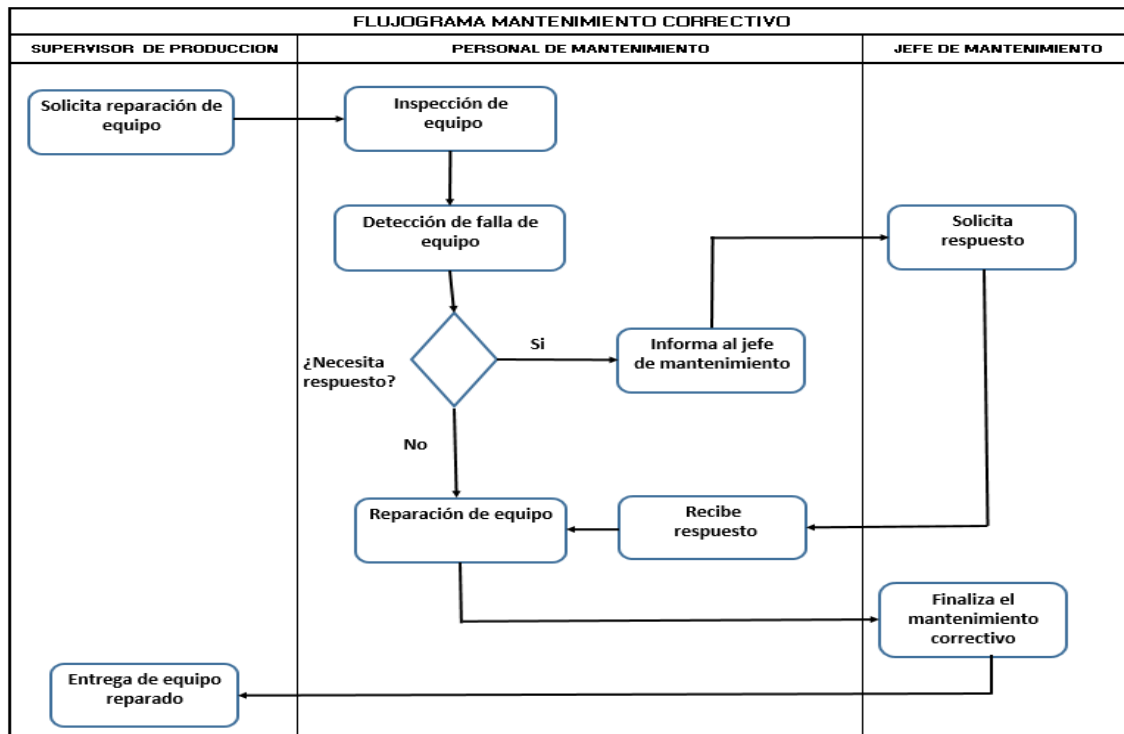 FLUJOGRAMA MANTENIMIENTO CORRECTIVO
SUPERVISOR DE PRODUCCION
PERSONAL DE MANTENIMIENTO
JEFE DE MANTENIMIENTO
Solicita reparación de
equipo
Inspección de
equipo
Detección de falla de
equipo
Solicita
respuesto
¿Necesita
respuesto?
Si
Informa al jefe
de mantenimiento
No
Reparación de equipo
Recibe
respuesto
Finaliza el
mantenimiento
correctivo
Entrega de equipo
reparado